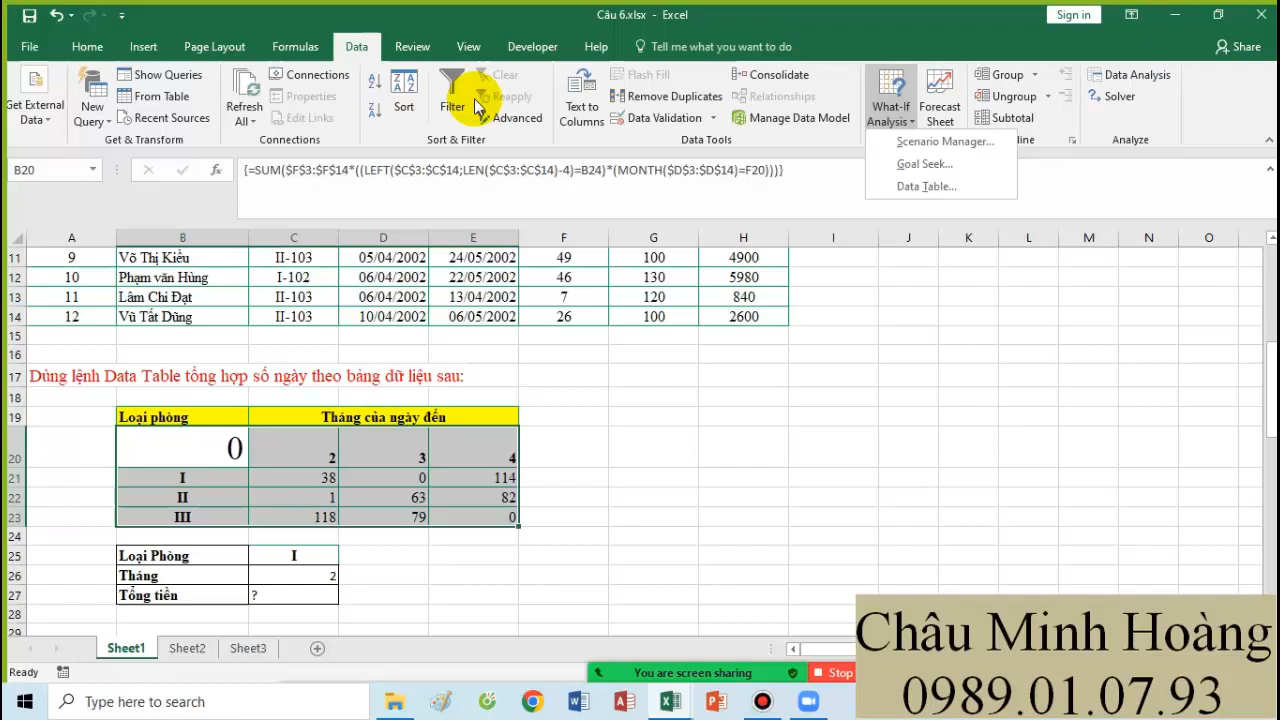 Câu 6.xlsx - Excel
Sign in
File Home Insert Page Layout Formulas Data Review View Developer Help Tell me what you want to do Share
Get External Data
New Query
Show Queries
From Table
Recent Sources
Get & Transform
Refresh All
Connections
Properties
Edit Links
Connections
Sort
Filter
Clear
Reapply
Advanced
Sort & Filter
Text to Columns
Flash Fill
Remove Duplicates
Data Validation
Consolidate
Relationships
Manage Data Model
Data Tools
What-If Analysis
Forecast Sheet
Group
Ungroup
Subtotal
Data Analysis
Solver
Analyze
Scenario Manager...
Goal Seek...
Data Table...
B20 fx {=SUM($F$3:$F$14*((LEFT($C$3:$C$14;LEN($C$3:$C$14)-4)=B24)*(MONTH($D$3:$D$14)=F20)))}
A B C D E F G H I J K L M N O
11 9 Võ Thị Kiều II-103 05/04/2002 24/05/2002 49 100 4900
12 10 Phạm văn Hùng I-102 06/04/2002 22/05/2002 46 130 5980
13 11 Lâm Chí Đạt II-103 06/04/2002 13/04/2002 7 120 840
14 12 Vũ Tất Dũng II-103 10/04/2002 06/05/2002 26 100 2600
15
16
17 Dùng lệnh Data Table tổng hợp số ngày theo bảng dữ liệu sau:
18
19 Loại phòng Tháng của ngày đến
20 0 2 3 4
21 I 38 0 114
22 II 1 63 82
23 III 118 79 0
24
25 Loại Phòng I
26 Tháng 2
27 Tổng tiền ?
28
29
Sheet1 Sheet2 Sheet3
Ready
You are screen sharing Stop
Type here to search
Châu Minh Hoàng
0989.01.07.93